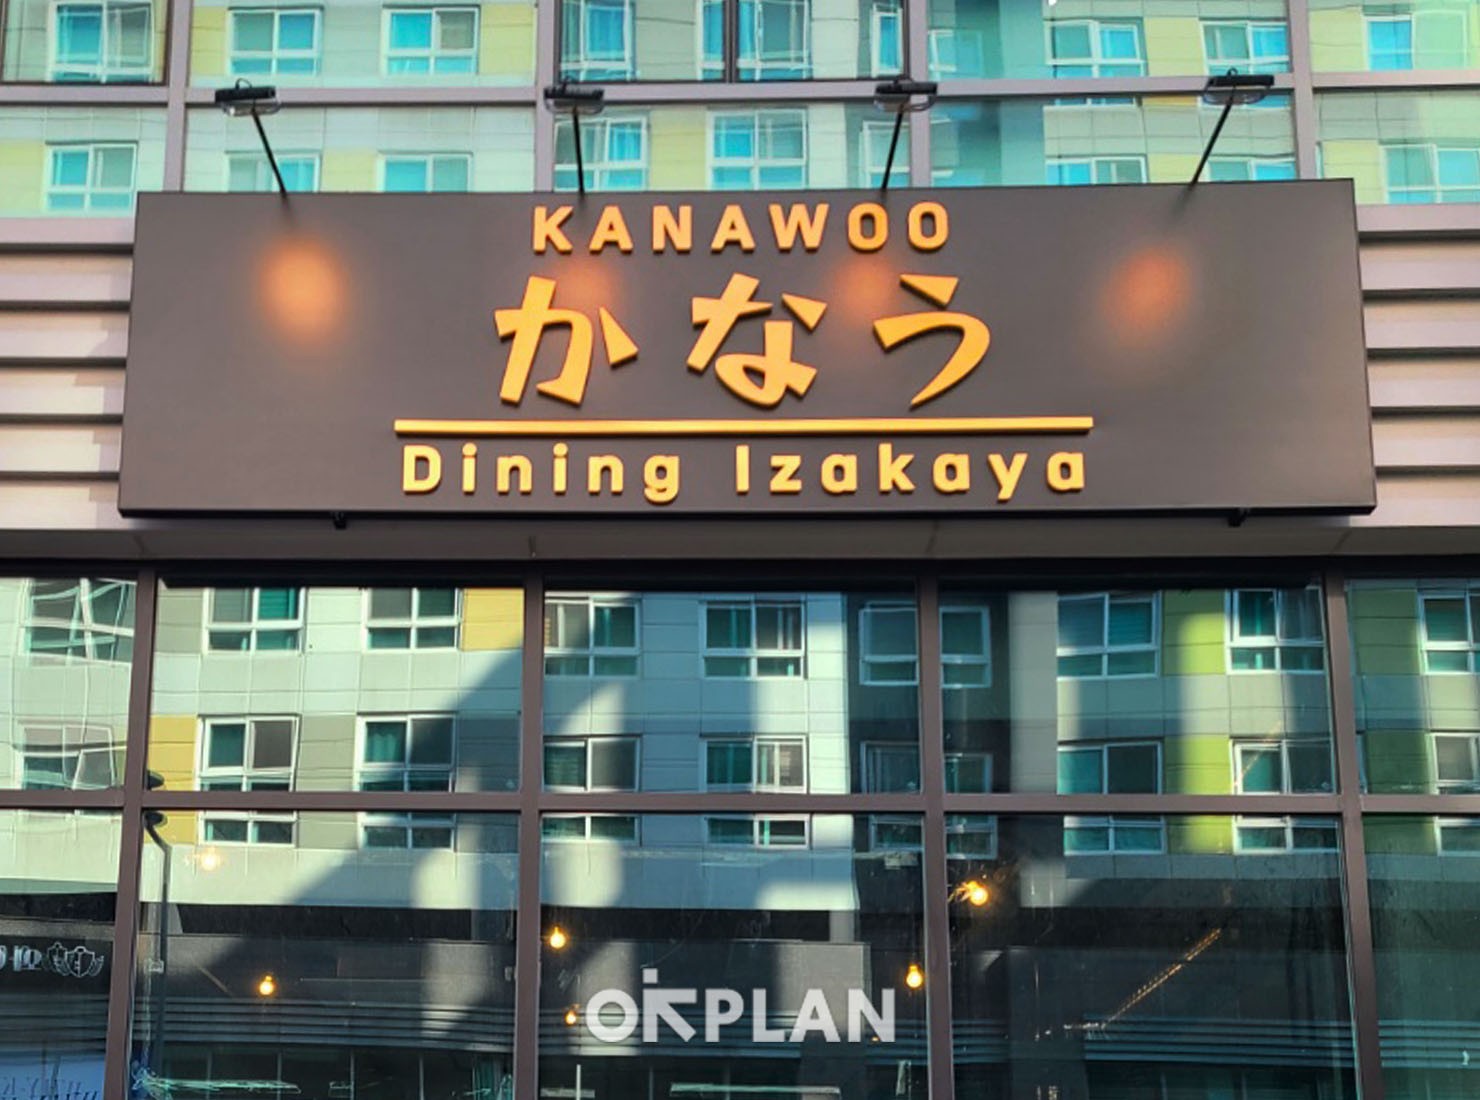 KANAWOO
かなう
Dining Izakaya
OKPLAN